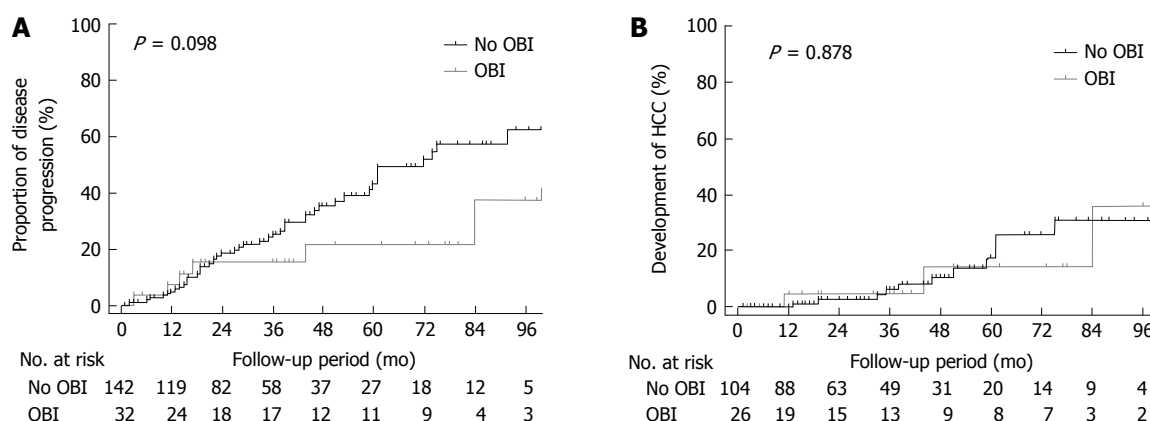 A
P = 0.098
No OBI
OBI
Proportion of disease
progression (%)
100
80
60
40
20
0
0 12 24 36 48 60 72 84 96
No. at risk
Follow-up period (mo)
No OBI 142 119 82 58 37 27 18 12 5
OBI 32 24 18 17 12 11 9 4 3
B
P = 0.878
No OBI
OBI
Development of HCC (%)
100
80
60
40
20
0
0 12 24 36 48 60 72 84 96
No. at risk
Follow-up period (mo)
No OBI 104 88 63 49 31 20 14 9 4
OBI 26 19 15 13 9 8 7 3 2